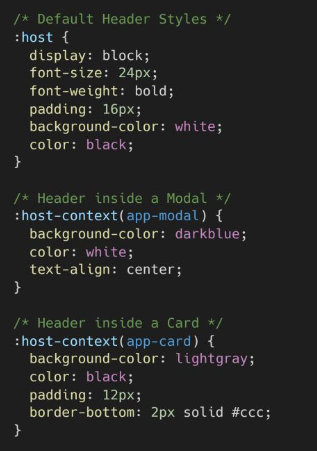 /* Default Header Styles */
:host {
  display: block;
  font-size: 24px;
  font-weight: bold;
  padding: 16px;
  background-color: white;
  color: black;
}

/* Header inside a Modal */
:host-context(app-modal) {
  background-color: darkblue;
  color: white;
  text-align: center;
}

/* Header inside a Card */
:host-context(app-card) {
  background-color: lightgray;
  color: black;
  padding: 12px;
  border-bottom: 2px solid #ccc;
}